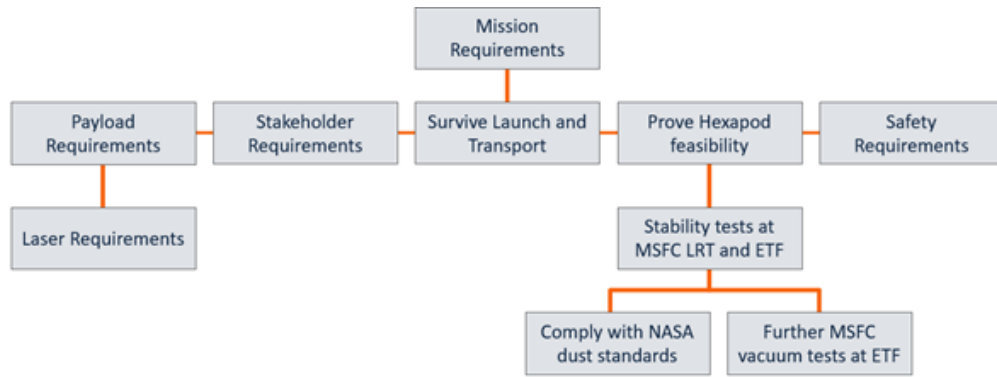 Mission
Requirements
Payload
Requirements
Stakeholder
Requirements
Survive Launch and
Transport
Prove Hexapod
feasibility
Safety
Requirements
Laser Requirements
Stability tests at
MSFC LRT and ETF
Comply with NASA
dust standards
Further MSFC
vacuum tests at ETF